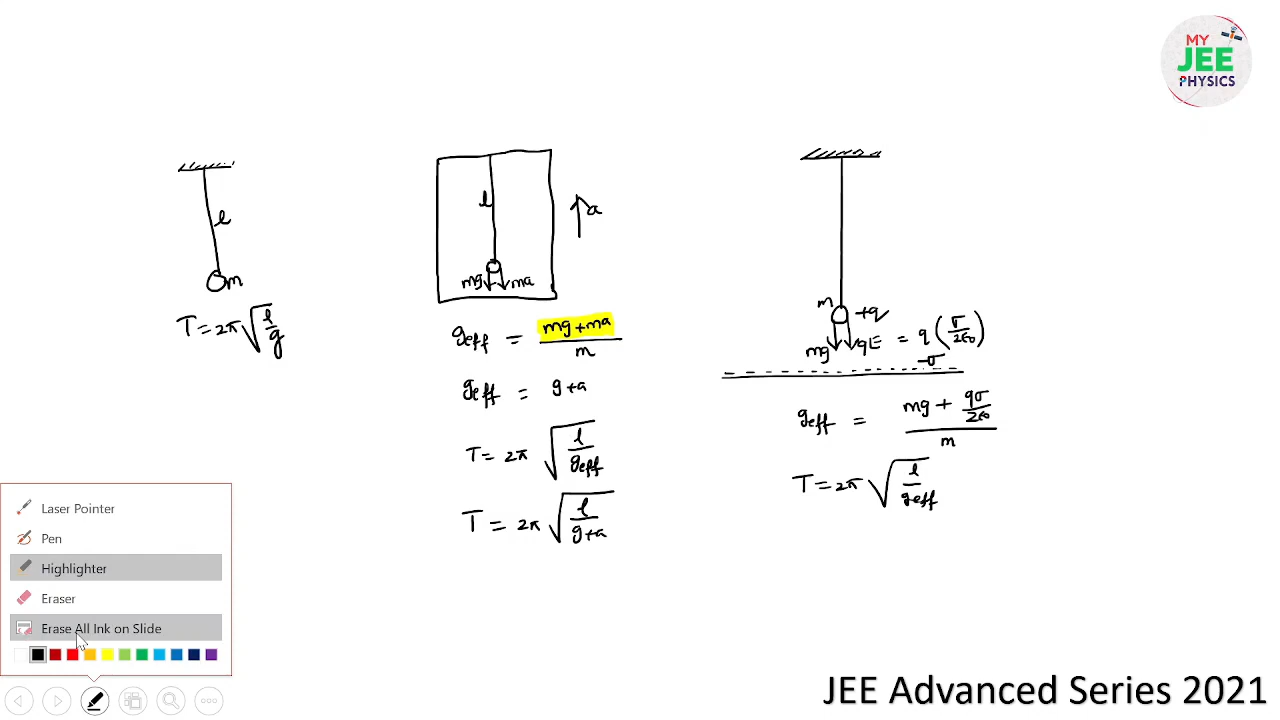 MY
JEE
PHYSICS
l
m
T = 2π √(l/g)
l
a
mg ma
geff = (mg + ma)/m
geff = g + a
T = 2π √(l/geff)
T = 2π √(l/(g + a))
m
+q
mg qE = q(σ/2ε₀)
-σ
geff = (mg + qσ/2ε₀)/m
T = 2π √(l/geff)
Laser Pointer
Pen
Highlighter
Eraser
Erase All Ink on Slide
JEE Advanced Series 2021